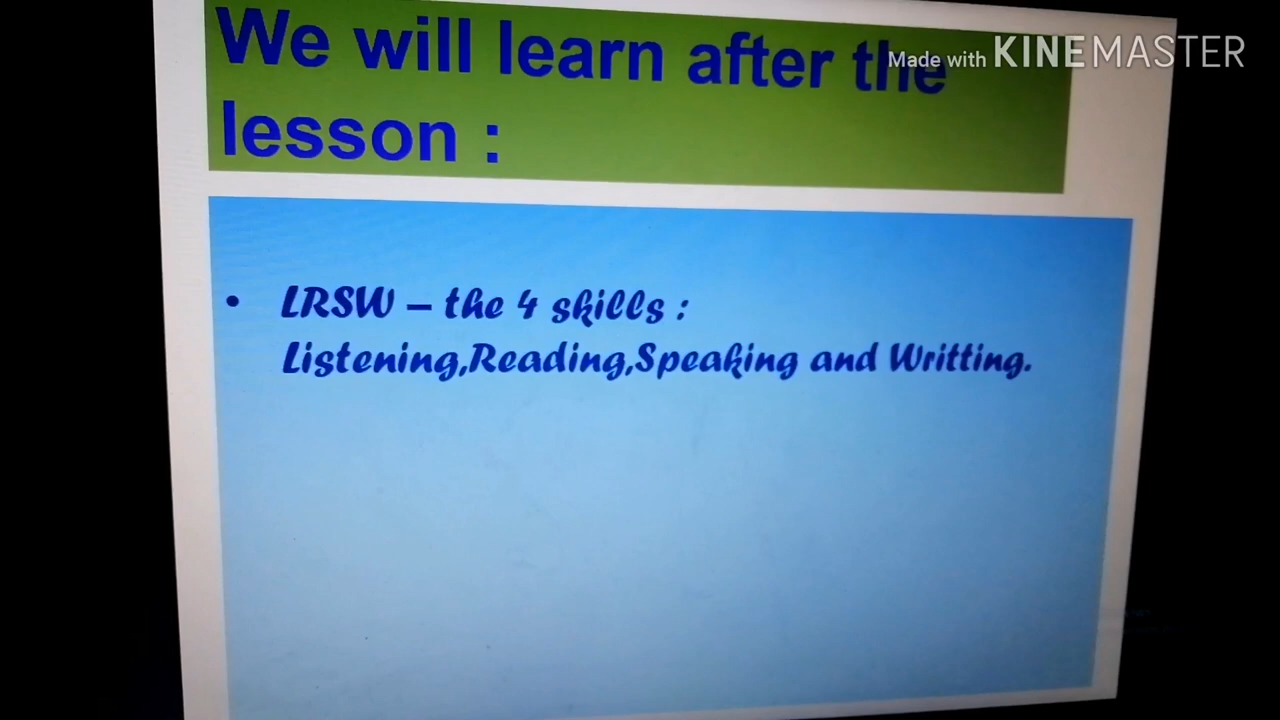 We will learn after the
lesson :
Made with KINEMASTER
• LRSW – the 4 skills :
Listening,Reading,Speaking and Writting.